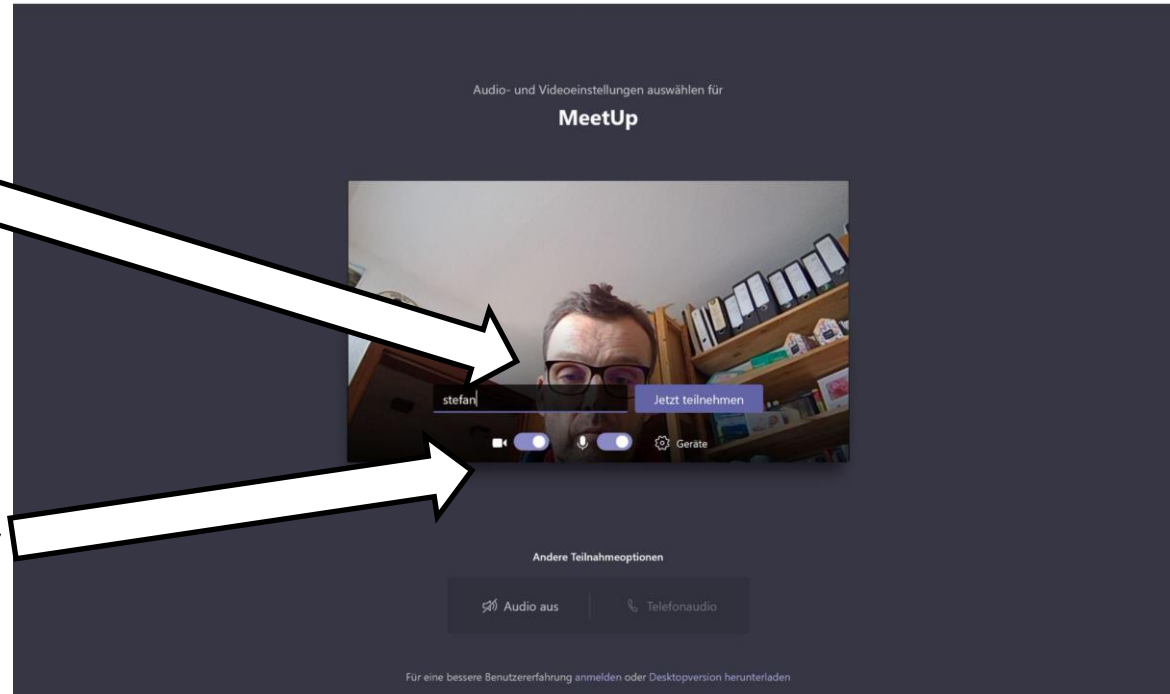 Audio- und Videoeinstellungen auswählen für
MeetUp
stefan
Jetzt teilnehmen
Geräte
Andere Teilnahmeoptionen
Audio aus
Telefonaudio
Für eine bessere Benutzererfahrung anmelden oder Desktopversion herunterladen